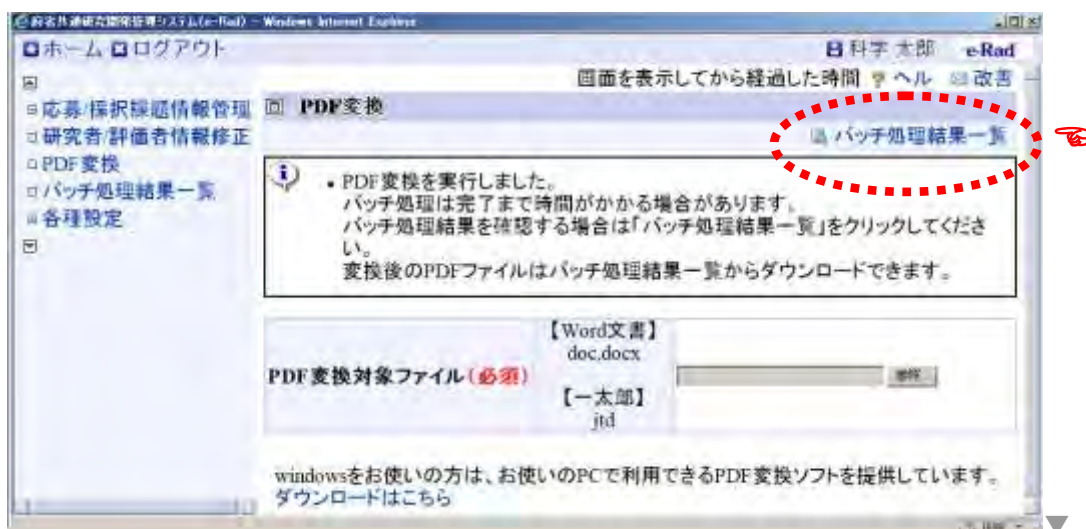 府省共通研究開発管理システム(e-Rad) - Windows Internet Explorer
ホーム ログアウト
科学 太郎 e-Rad
画面を表示してから経過した時間 ヘル 改善
応募/採択課題情報管理
研究者/評価者情報修正
PDF変換
バッチ処理結果一覧
各種設定
PDF変換
バッチ処理結果一覧
・PDF変換を実行しました。
バッチ処理は完了まで時間がかかる場合があります。
バッチ処理結果を確認する場合は「バッチ処理結果一覧」をクリックしてくださ
い。
変換後のPDFファイルはバッチ処理結果一覧からダウンロードできます。
PDF変換対象ファイル(必須)
【Word文書】
doc,docx
【一太郎】
jtd
参照
windowsをお使いの方は、お使いのPCで利用できるPDF変換ソフトを提供しています。
ダウンロードはこちら